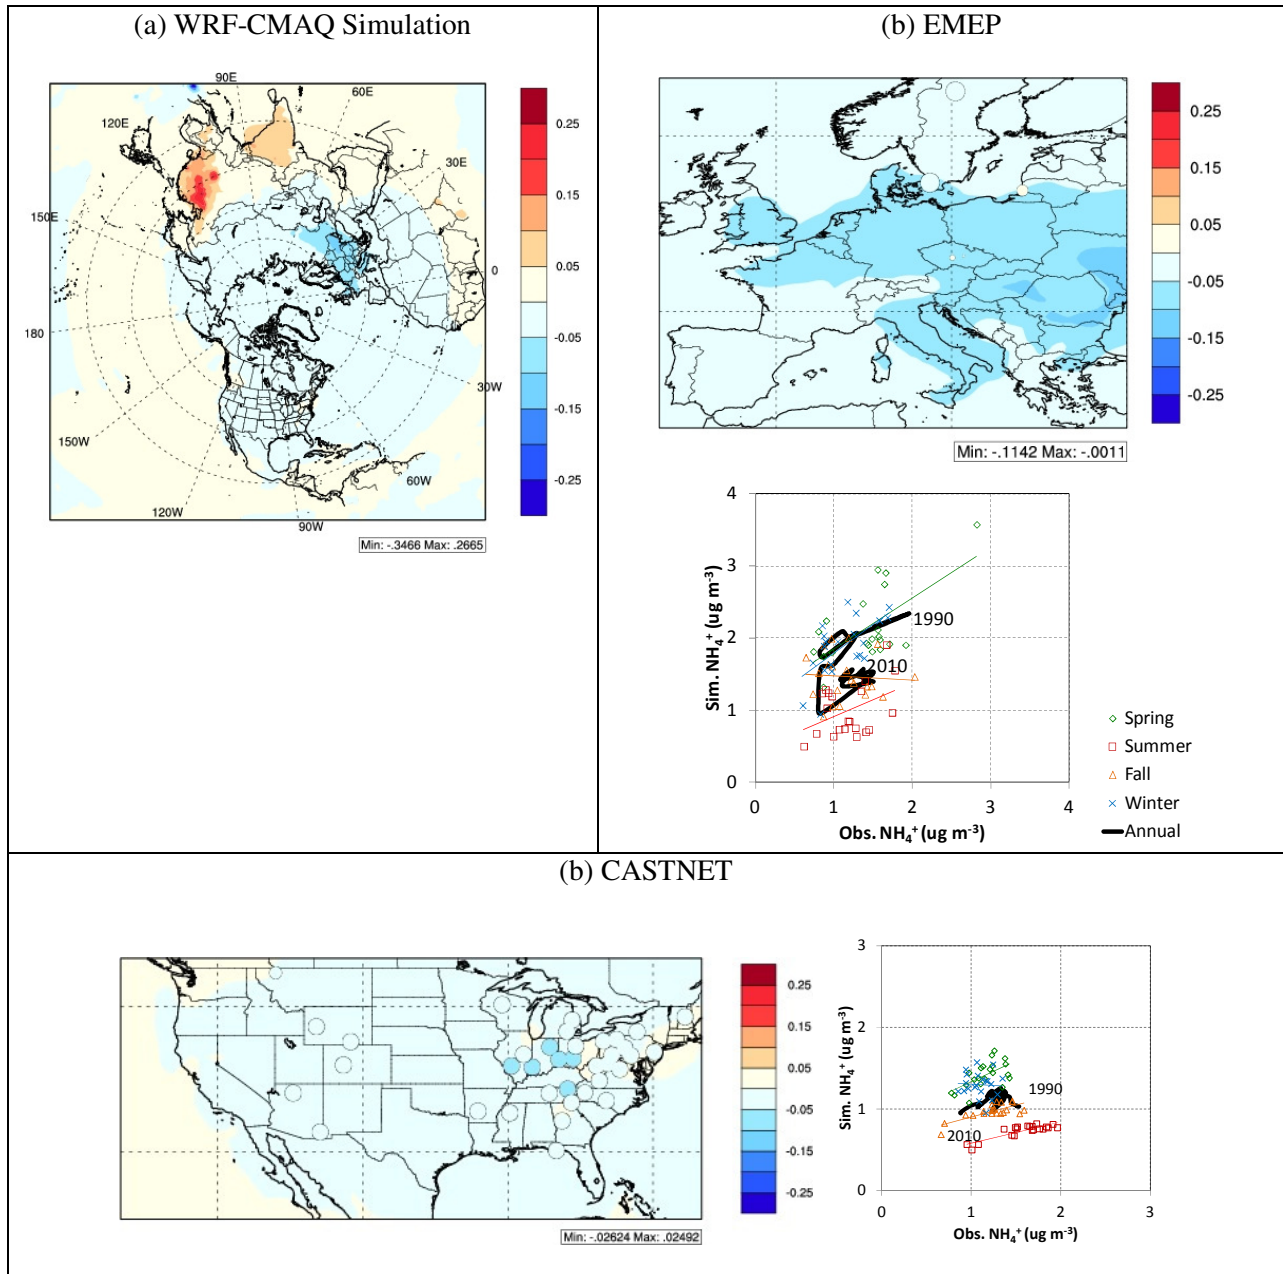 (a) WRF-CMAQ Simulation
90E
60E
120E
30E
150E
0
180
30W
150W
60W
120W
90W
0.25
0.15
0.05
-0.05
-0.15
-0.25
Min: -.3466 Max: .2665
(b) EMEP
0.25
0.15
0.05
-0.05
-0.15
-0.25
Min: -.1142 Max: -.0011
4
3
2
1
0
Sim. NH₄⁺ (ug m⁻³)
1990
2010
0 1 2 3 4
Obs. NH₄⁺ (ug m⁻³)
Spring
Summer
Fall
Winter
Annual
(b) CASTNET
0.25
0.15
0.05
-0.05
-0.15
-0.25
Min: -.02624 Max: .02492
3
2
1
0
Sim. NH₄⁺ (ug m⁻³)
1990
2010
0 1 2 3
Obs. NH₄⁺ (ug m⁻³)